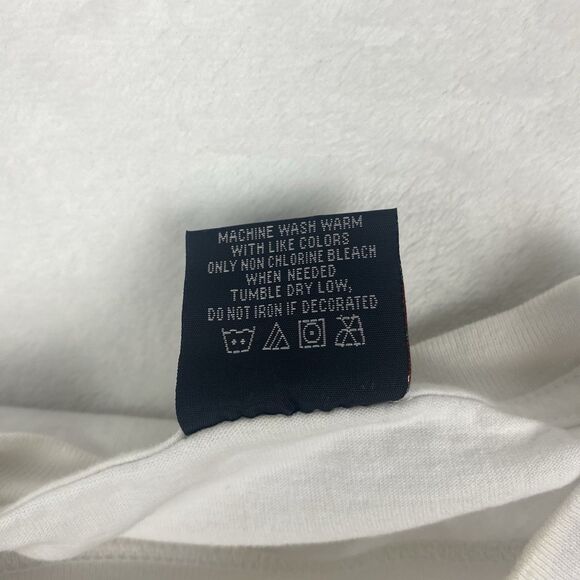 MACHINE WASH WARM
WITH LIKE COLORS
ONLY NON CHLORINE BLEACH
WHEN NEEDED
TUMBLE DRY LOW,
DO NOT IRON IF DECORATED